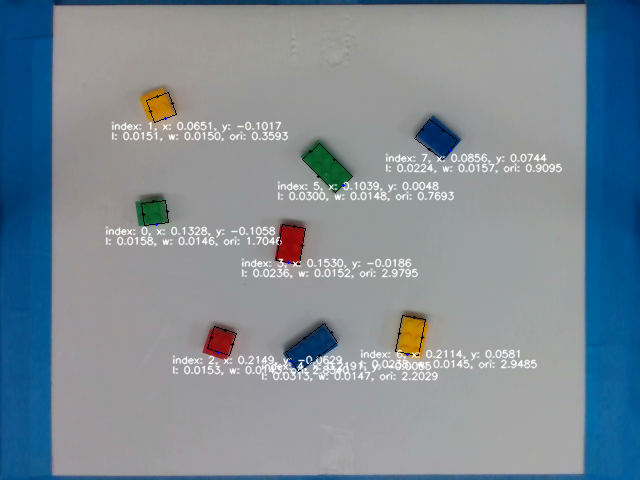 index: 1, x: 0.0651, y: -0.1017
l: 0.0151, w: 0.0150, ori: 0.3593
index: 7, x: 0.0856, y: 0.0744
l: 0.0224, w: 0.0157, ori: 0.9095
index: 5, x: 0.1039, y: 0.0048
l: 0.0300, w: 0.0148, ori: 0.7693
index: 0, x: 0.1328, y: -0.1058
l: 0.0158, w: 0.0146, ori: 1.7046
index: 3, x: 0.1530, y: -0.0186
l: 0.0236, w: 0.0152, ori: 2.9795
index: 6, x: 0.2114, y: 0.0581
w: 0.0145, ori: 2.9485
index: 2, x: 0.2149, y: -0.0629
l: 0.0153, w:
l: 0.0313, w: 0.0147, ori: 2.2029